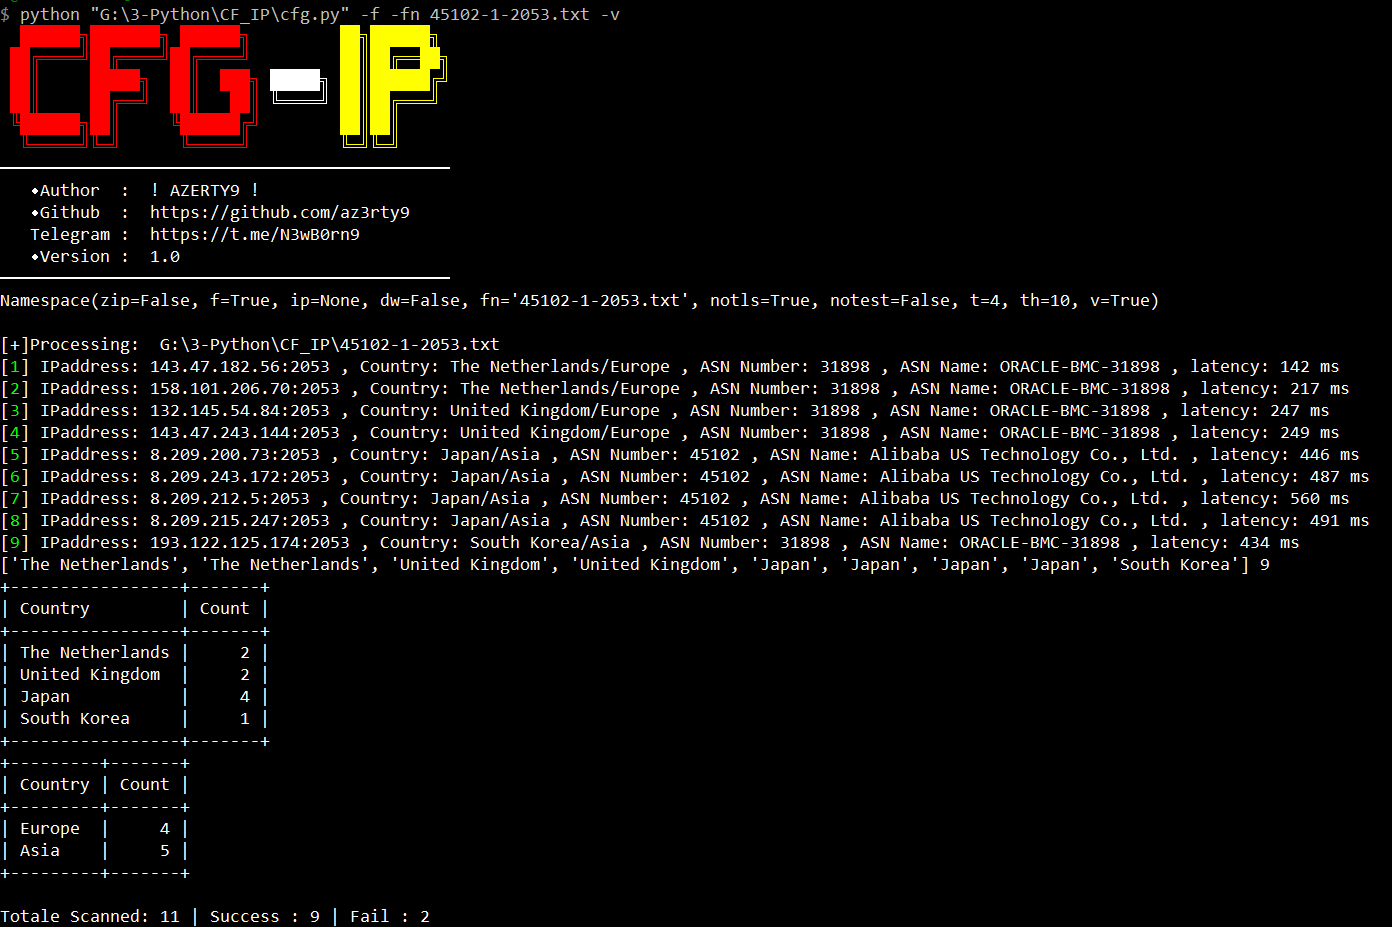 $ python "G:\3-Python\CF_IP\cfg.py" -f -fn 45102-1-2053.txt -v
CFG-IP
◆Author  :  ! AZERTY9 !
◆Github  :  https://github.com/az3rty9
Telegram :  https://t.me/N3wB0rn9
◆Version :  1.0
Namespace(zip=False, f=True, ip=None, dw=False, fn='45102-1-2053.txt', notls=True, notest=False, t=4, th=10, v=True)
[+]Processing:  G:\3-Python\CF_IP\45102-1-2053.txt
[1] IPaddress: 143.47.182.56:2053 , Country: The Netherlands/Europe , ASN Number: 31898 , ASN Name: ORACLE-BMC-31898 , latency: 142 ms
[2] IPaddress: 158.101.206.70:2053 , Country: The Netherlands/Europe , ASN Number: 31898 , ASN Name: ORACLE-BMC-31898 , latency: 217 ms
[3] IPaddress: 132.145.54.84:2053 , Country: United Kingdom/Europe , ASN Number: 31898 , ASN Name: ORACLE-BMC-31898 , latency: 247 ms
[4] IPaddress: 143.47.243.144:2053 , Country: United Kingdom/Europe , ASN Number: 31898 , ASN Name: ORACLE-BMC-31898 , latency: 249 ms
[5] IPaddress: 8.209.200.73:2053 , Country: Japan/Asia , ASN Number: 45102 , ASN Name: Alibaba US Technology Co., Ltd. , latency: 446 ms
[6] IPaddress: 8.209.243.172:2053 , Country: Japan/Asia , ASN Number: 45102 , ASN Name: Alibaba US Technology Co., Ltd. , latency: 487 ms
[7] IPaddress: 8.209.212.5:2053 , Country: Japan/Asia , ASN Number: 45102 , ASN Name: Alibaba US Technology Co., Ltd. , latency: 560 ms
[8] IPaddress: 8.209.215.247:2053 , Country: Japan/Asia , ASN Number: 45102 , ASN Name: Alibaba US Technology Co., Ltd. , latency: 491 ms
[9] IPaddress: 193.122.125.174:2053 , Country: South Korea/Asia , ASN Number: 31898 , ASN Name: ORACLE-BMC-31898 , latency: 434 ms
['The Netherlands', 'The Netherlands', 'United Kingdom', 'United Kingdom', 'Japan', 'Japan', 'Japan', 'Japan', 'South Korea'] 9
+-----------------+-------+
| Country         | Count |
+-----------------+-------+
| The Netherlands |     2 |
| United Kingdom  |     2 |
| Japan           |     4 |
| South Korea     |     1 |
+-----------------+-------+
+---------+-------+
| Country | Count |
+---------+-------+
| Europe  |     4 |
| Asia    |     5 |
+---------+-------+
Totale Scanned: 11 | Success : 9 | Fail : 2